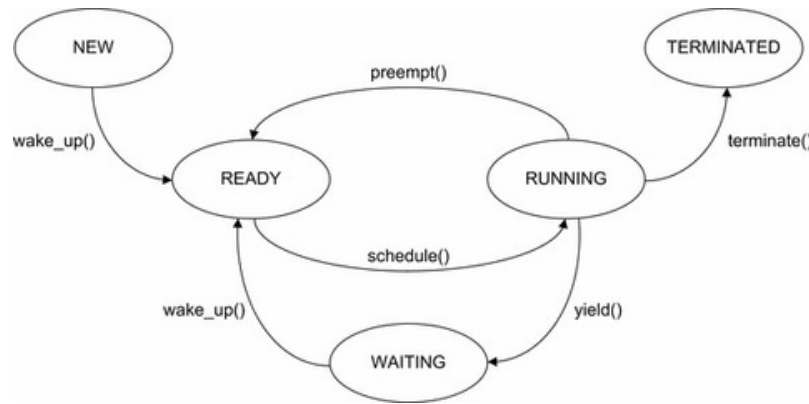 NEW
TERMINATED
preempt()
wake_up()
terminate()
READY
RUNNING
schedule()
wake_up()
yield()
WAITING